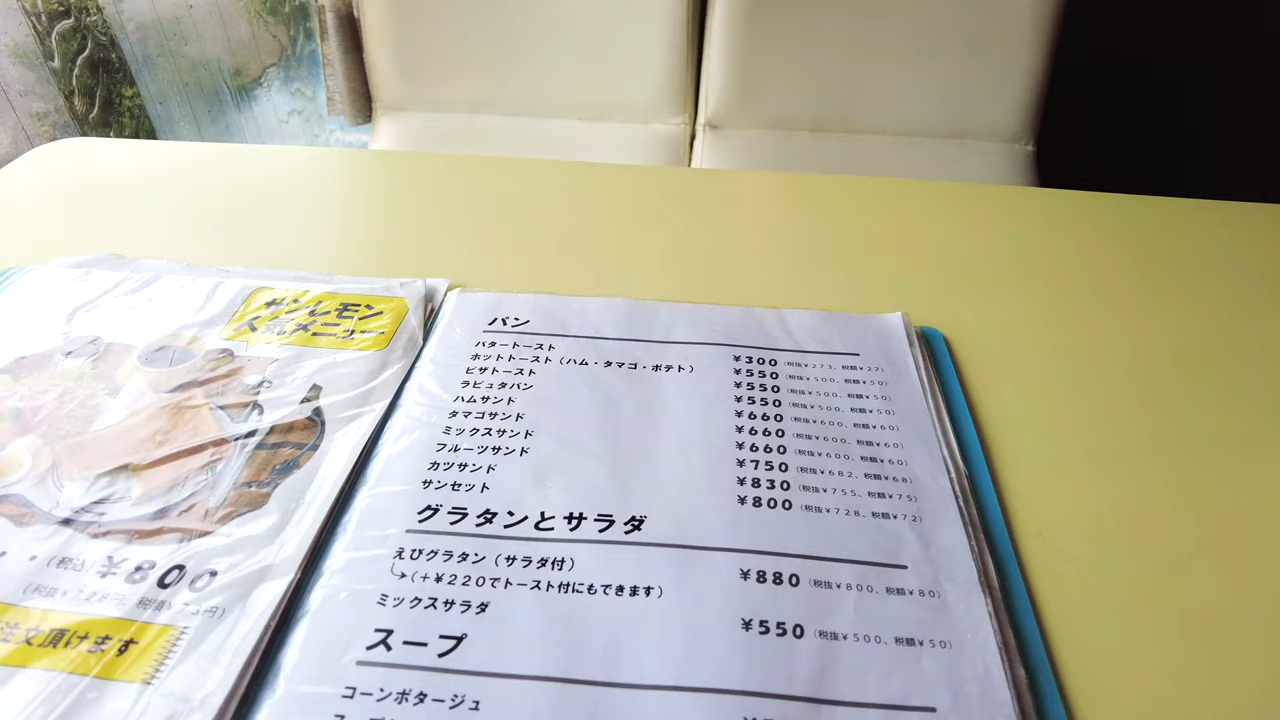 サンレモン
人気メニュー
(税込)¥800
(税抜¥728円、税額¥73円)
注文頂けます
パン
バタートースト ¥300 (税抜¥273、税額¥27)
ホットトースト(ハム・タマゴ・ポテト) ¥550 (税抜¥500、税額¥50)
ピザトースト ¥550 (税抜¥500、税額¥50)
ラピュタパン ¥550 (税抜¥500、税額¥50)
ハムサンド ¥660 (税抜¥600、税額¥60)
タマゴサンド ¥660 (税抜¥600、税額¥60)
ミックスサンド ¥660 (税抜¥600、税額¥60)
フルーツサンド ¥750 (税抜¥682、税額¥68)
カツサンド ¥830 (税抜¥755、税額¥75)
サンセット ¥800 (税抜¥728、税額¥72)
グラタンとサラダ
えびグラタン(サラダ付) ¥880 (税抜¥800、税額¥80)
(+¥220でトースト付にもできます)
ミックスサラダ ¥550 (税抜¥500、税額¥50)
スープ
コーンポタージュ